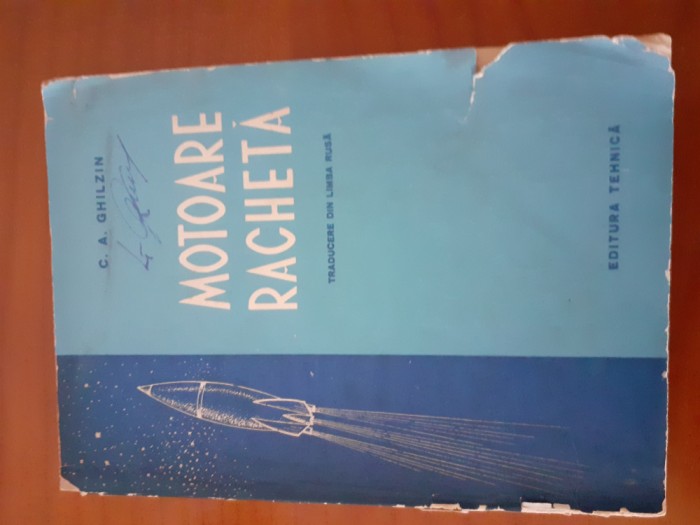 C. A. GHILZIN
MOTOARE
RACHETĂ
TRADUCERE DIN LIMBA RUSĂ
EDITURA TEHNICĂ